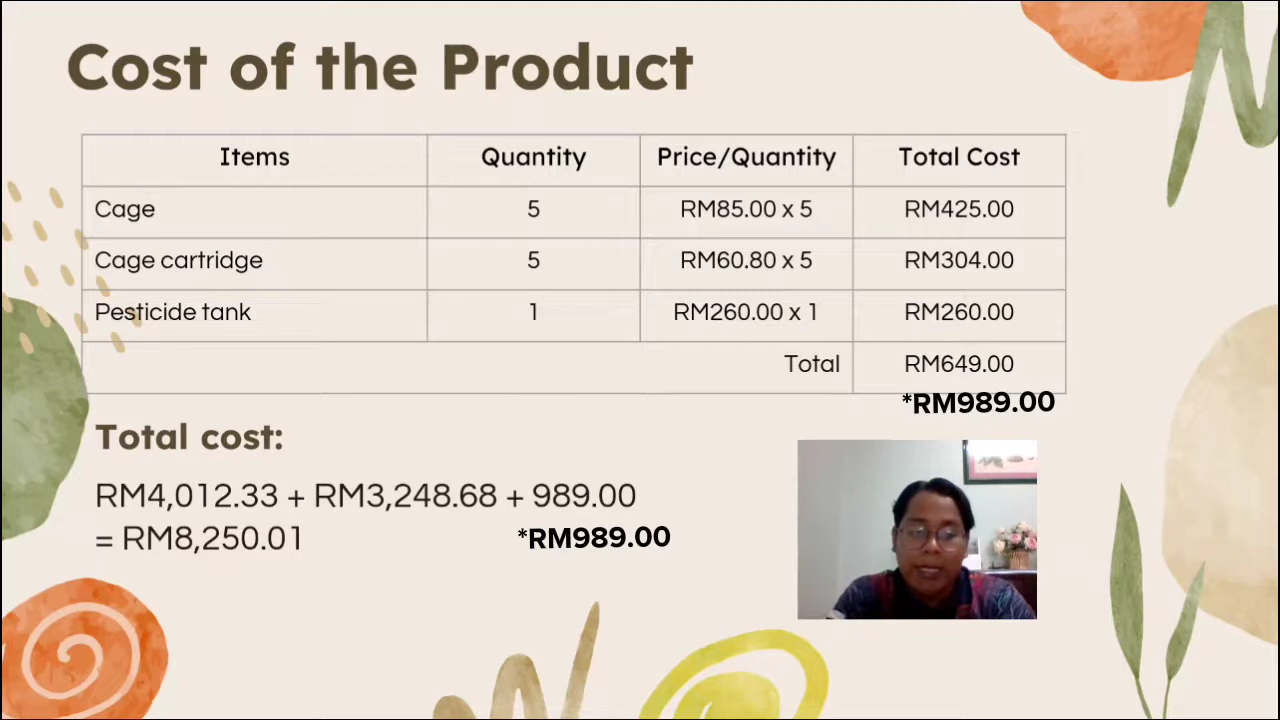 Cost of the Product
Items Quantity Price/Quantity Total Cost
Cage 5 RM85.00 x 5 RM425.00
Cage cartridge 5 RM60.80 x 5 RM304.00
Pesticide tank 1 RM260.00 x 1 RM260.00
Total RM649.00
*RM989.00
Total cost:
RM4,012.33 + RM3,248.68 + 989.00
= RM8,250.01 *RM989.00